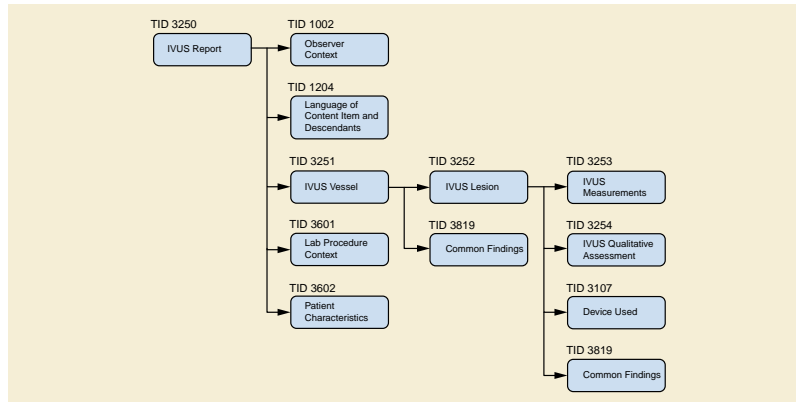 TID 3250
IVUS Report
TID 1002
Observer
Context
TID 1204
Language of
Content Item and
Descendants
TID 3251
IVUS Vessel
TID 3252
IVUS Lesion
TID 3253
IVUS
Measurements
TID 3601
Lab Procedure
Context
TID 3819
Common Findings
TID 3254
IVUS Qualitative
Assessment
TID 3602
Patient
Characteristics
TID 3107
Device Used
TID 3819
Common Findings